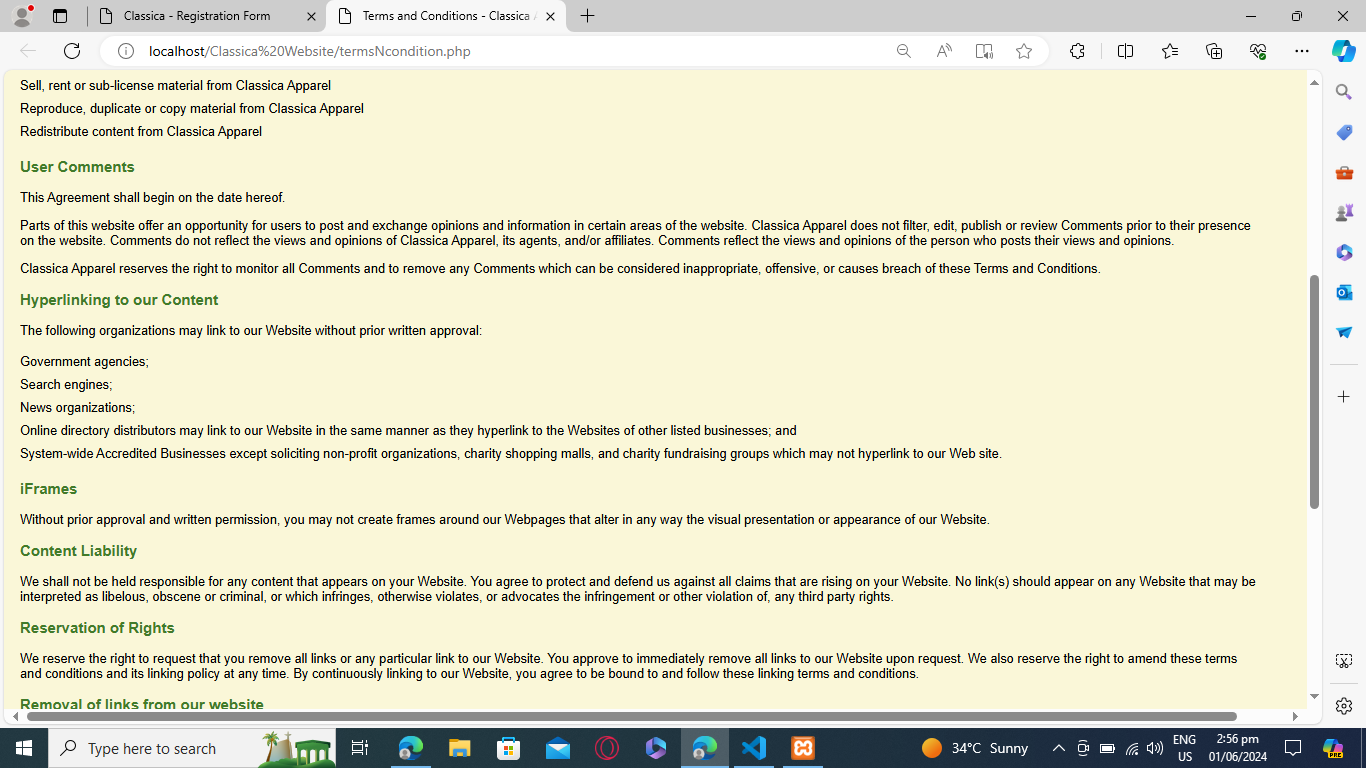 Classica - Registration Form
Terms and Conditions - Classica A
localhost/Classica%20Website/termsNcondition.php
Sell, rent or sub-license material from Classica Apparel
Reproduce, duplicate or copy material from Classica Apparel
Redistribute content from Classica Apparel
User Comments
This Agreement shall begin on the date hereof.
Parts of this website offer an opportunity for users to post and exchange opinions and information in certain areas of the website. Classica Apparel does not filter, edit, publish or review Comments prior to their presence
on the website. Comments do not reflect the views and opinions of Classica Apparel, its agents, and/or affiliates. Comments reflect the views and opinions of the person who posts their views and opinions.
Classica Apparel reserves the right to monitor all Comments and to remove any Comments which can be considered inappropriate, offensive, or causes breach of these Terms and Conditions.
Hyperlinking to our Content
The following organizations may link to our Website without prior written approval:
Government agencies;
Search engines;
News organizations;
Online directory distributors may link to our Website in the same manner as they hyperlink to the Websites of other listed businesses; and
System-wide Accredited Businesses except soliciting non-profit organizations, charity shopping malls, and charity fundraising groups which may not hyperlink to our Web site.
iFrames
Without prior approval and written permission, you may not create frames around our Webpages that alter in any way the visual presentation or appearance of our Website.
Content Liability
We shall not be held responsible for any content that appears on your Website. You agree to protect and defend us against all claims that are rising on your Website. No link(s) should appear on any Website that may be
interpreted as libelous, obscene or criminal, or which infringes, otherwise violates, or advocates the infringement or other violation of, any third party rights.
Reservation of Rights
We reserve the right to request that you remove all links or any particular link to our Website. You approve to immediately remove all links to our Website upon request. We also reserve the right to amend these terms
and conditions and its linking policy at any time. By continuously linking to our Website, you agree to be bound to and follow these linking terms and conditions.
Removal of links from our website
Type here to search
34°C Sunny
ENG
US
2:56 pm
01/06/2024
PRE